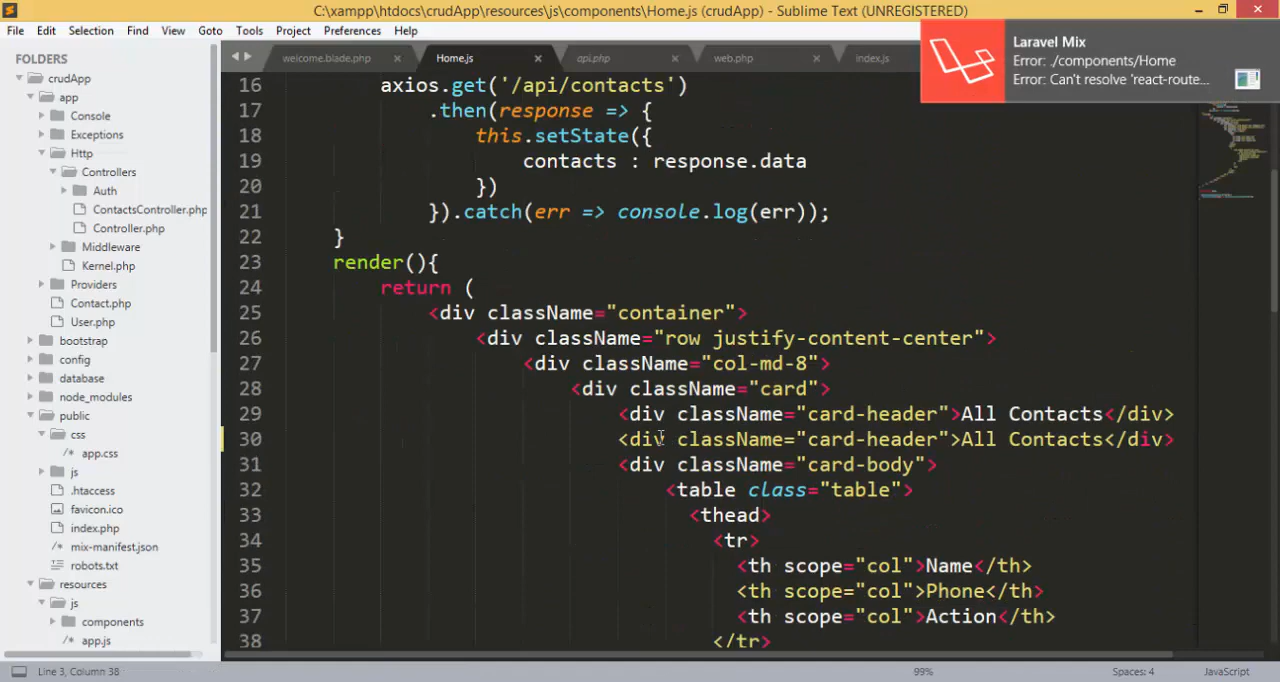 C:\xampp\htdocs\crudApp\resources\js\components\Home.js (crudApp) - Sublime Text (UNREGISTERED)
File Edit Selection Find View Goto Tools Project Preferences Help
Laravel Mix
Error: ./components/Home
Error: Can't resolve 'react-route...
FOLDERS
crudApp
app
Console
Exceptions
Http
Controllers
Auth
ContactsController.php
Controller.php
Middleware
Kernel.php
Providers
Contact.php
User.php
bootstrap
config
database
node_modules
public
css
app.css
js
.htaccess
favicon.ico
index.php
mix-manifest.json
robots.txt
resources
js
components
app.js
welcome.blade.php Home.js api.php web.php index.js
16 axios.get('/api/contacts')
17 .then(response => {
18 this.setState({
19 contacts : response.data
20 })
21 }).catch(err => console.log(err));
22 }
23 render(){
24 return (
25 <div className="container">
26 <div className="row justify-content-center">
27 <div className="col-md-8">
28 <div className="card">
29 <div className="card-header">All Contacts</div>
30 <div className="card-header">All Contacts</div>
31 <div className="card-body">
32 <table class="table">
33 <thead>
34 <tr>
35 <th scope="col">Name</th>
36 <th scope="col">Phone</th>
37 <th scope="col">Action</th>
38 </tr>
Line 3, Column 38 99% Spaces: 4 JavaScript